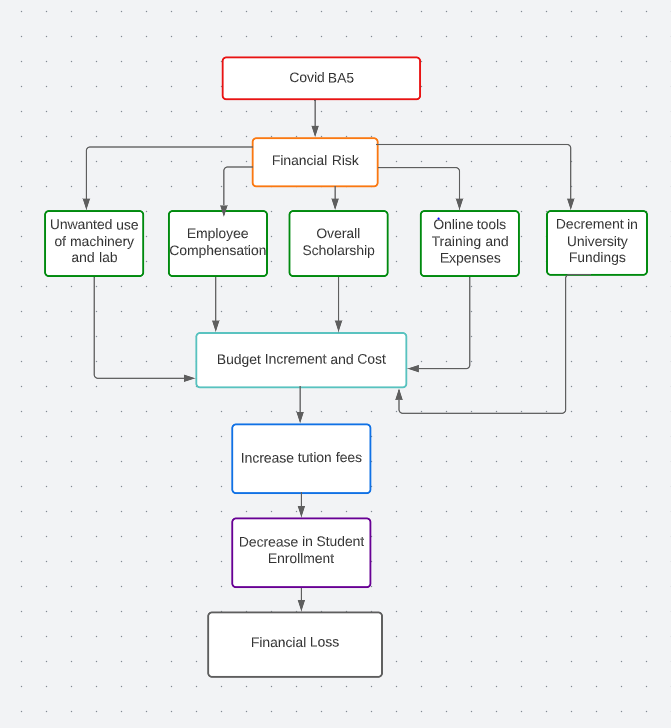 Covid BA5
Financial Risk
Unwanted use
of machinery
and lab
Employee
Comphensation
Overall
Scholarship
Online tools
Training and
Expenses
Decrement in
University
Fundings
Budget Increment and Cost
Increase tution fees
Decrease in Student
Enrollment
Financial Loss